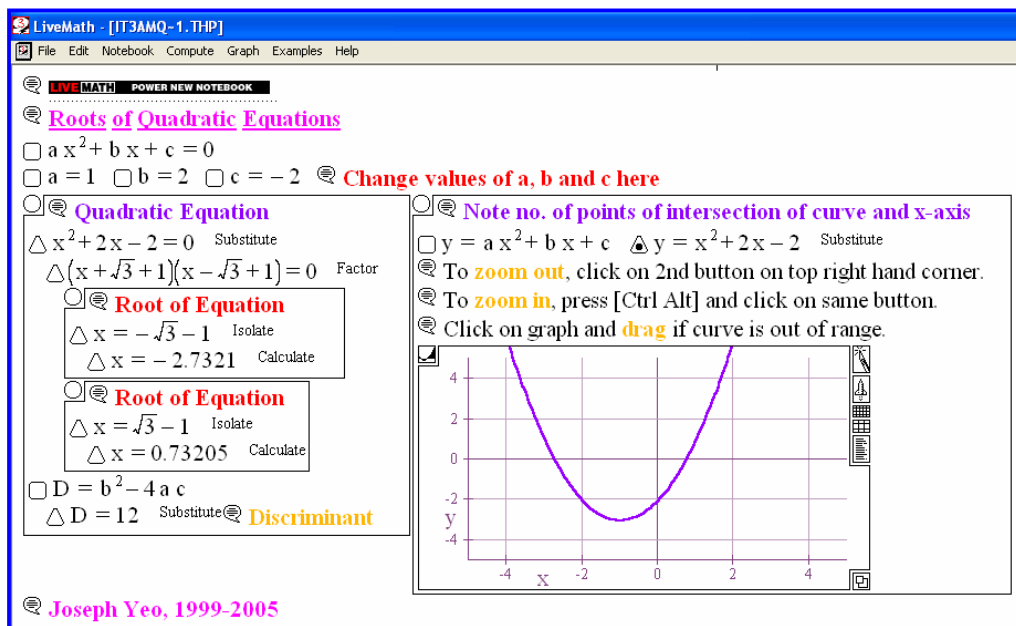 LiveMath - [IT3AMQ~1.THP]
File Edit Notebook Compute Graph Examples Help
LIVE MATH POWER NEW NOTEBOOK
Roots of Quadratic Equations
a x² + b x + c = 0
a = 1 b = 2 c = − 2 Change values of a, b and c here
Quadratic Equation
x² + 2 x − 2 = 0 Substitute
(x + √3 + 1)(x − √3 + 1) = 0 Factor
Root of Equation
x = − √3 − 1 Isolate
x = − 2.7321 Calculate
Root of Equation
x = √3 − 1 Isolate
x = 0.73205 Calculate
D = b² − 4 a c
D = 12 Substitute Discriminant
Note no. of points of intersection of curve and x-axis
y = a x² + b x + c y = x² + 2 x − 2 Substitute
To zoom out, click on 2nd button on top right hand corner.
To zoom in, press [Ctrl Alt] and click on same button.
Click on graph and drag if curve is out of range.
4
2
0
-2
y
-4
-4 -2 0 2 4
x
Joseph Yeo, 1999-2005